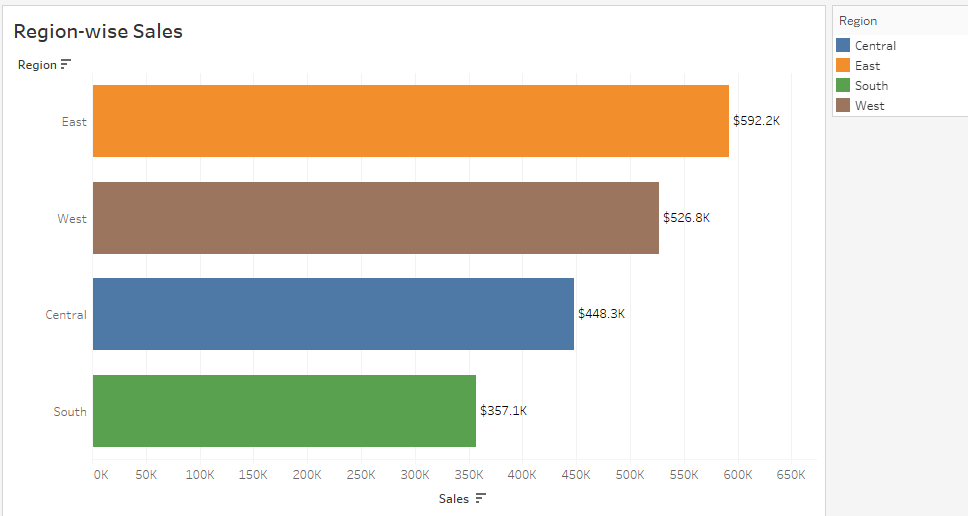 Region-wise Sales
Region
East
$592.2K
West
$526.8K
Central
$448.3K
South
$357.1K
0K 50K 100K 150K 200K 250K 300K 350K 400K 450K 500K 550K 600K 650K
Sales
Region
Central
East
South
West